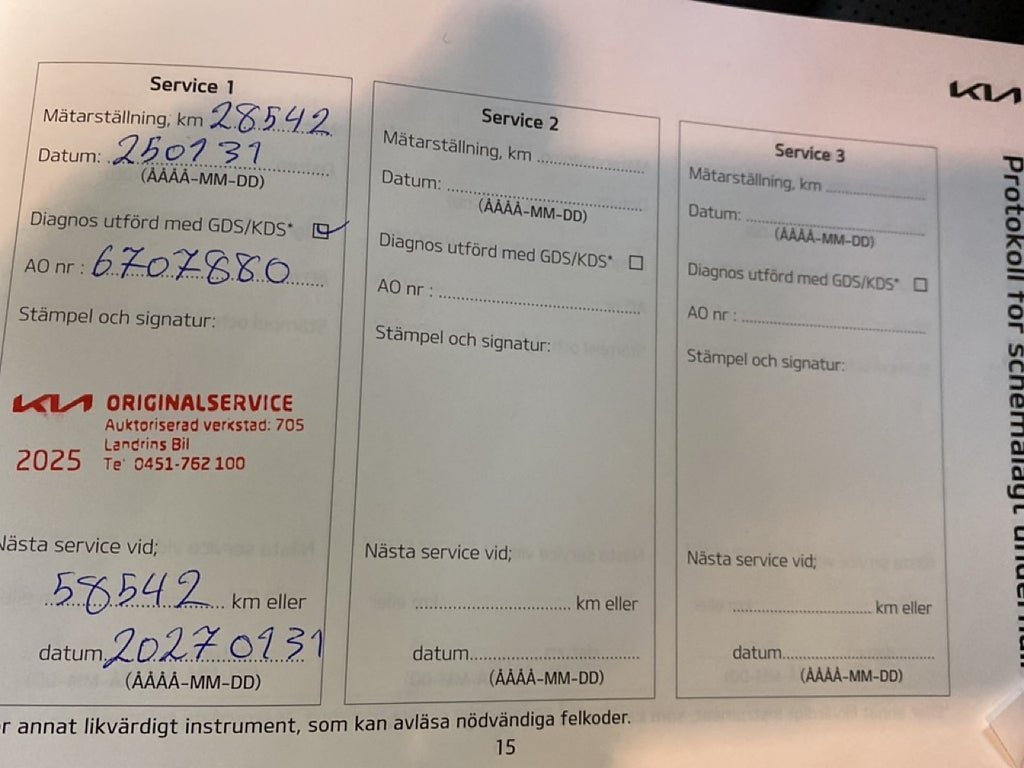 Service 1
Mätarställning, km 28542
Datum: 250131
(ÅÅÅÅ-MM-DD)
Diagnos utförd med GDS/KDS*
AO nr : 6707880
Stämpel och signatur:
KIA ORIGINALSERVICE
Auktoriserad verkstad: 705
Landrins Bil
2025 Te 0451-762 100
Nästa service vid;
58542 km eller
datum 20270131
(ÅÅÅÅ-MM-DD)
Service 2
Mätarställning, km
Datum:
(ÅÅÅÅ-MM-DD)
Diagnos utförd med GDS/KDS*
AO nr :
Stämpel och signatur:
Nästa service vid;
km eller
datum
(ÅÅÅÅ-MM-DD)
Service 3
Mätarställning, km
Datum:
(ÅÅÅÅ-MM-DD)
Diagnos utförd med GDS/KDS*
AO nr :
Stämpel och signatur:
Nästa service vid;
km eller
datum
(ÅÅÅÅ-MM-DD)
KIA
Protokoll för schemalagt
annat likvärdigt instrument, som kan avläsa nödvändiga felkoder.
15